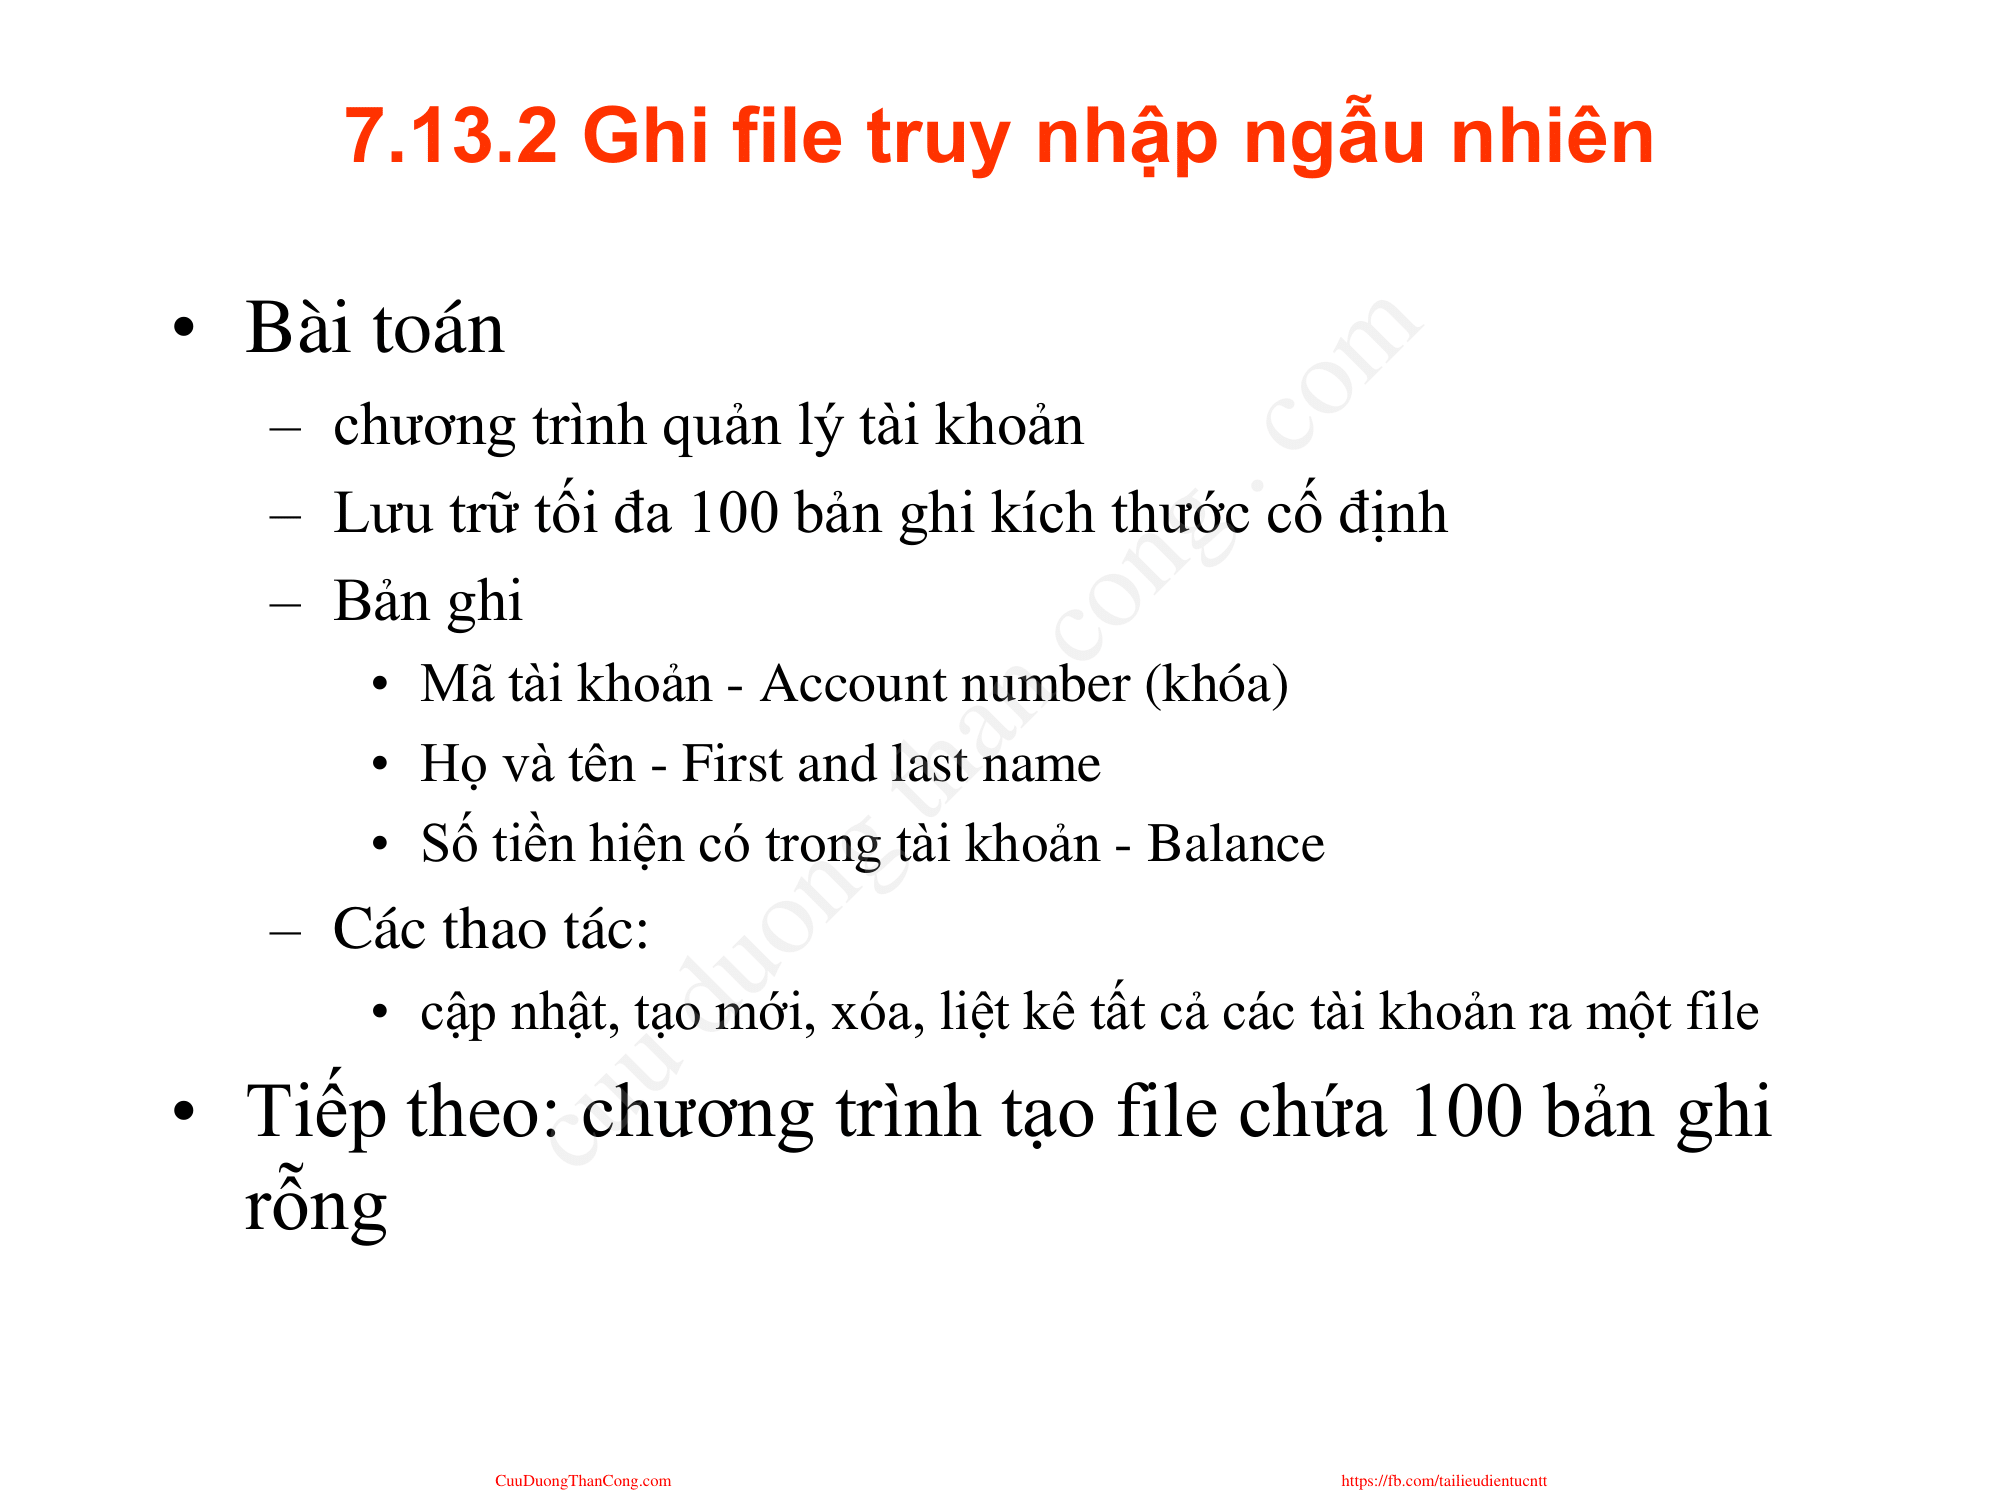 7.13.2 Ghi file truy nhập ngẫu nhiên
• Bài toán
– chương trình quản lý tài khoản
– Lưu trữ tối đa 100 bản ghi kích thước cố định
– Bản ghi
• Mã tài khoản - Account number (khóa)
• Họ và tên - First and last name
• Số tiền hiện có trong tài khoản - Balance
– Các thao tác:
• cập nhật, tạo mới, xóa, liệt kê tất cả các tài khoản ra một file
• Tiếp theo: chương trình tạo file chứa 100 bản ghi
rỗng
cuu duong than cong . com
CuuDuongThanCong.com
https://fb.com/tailieudientucntt